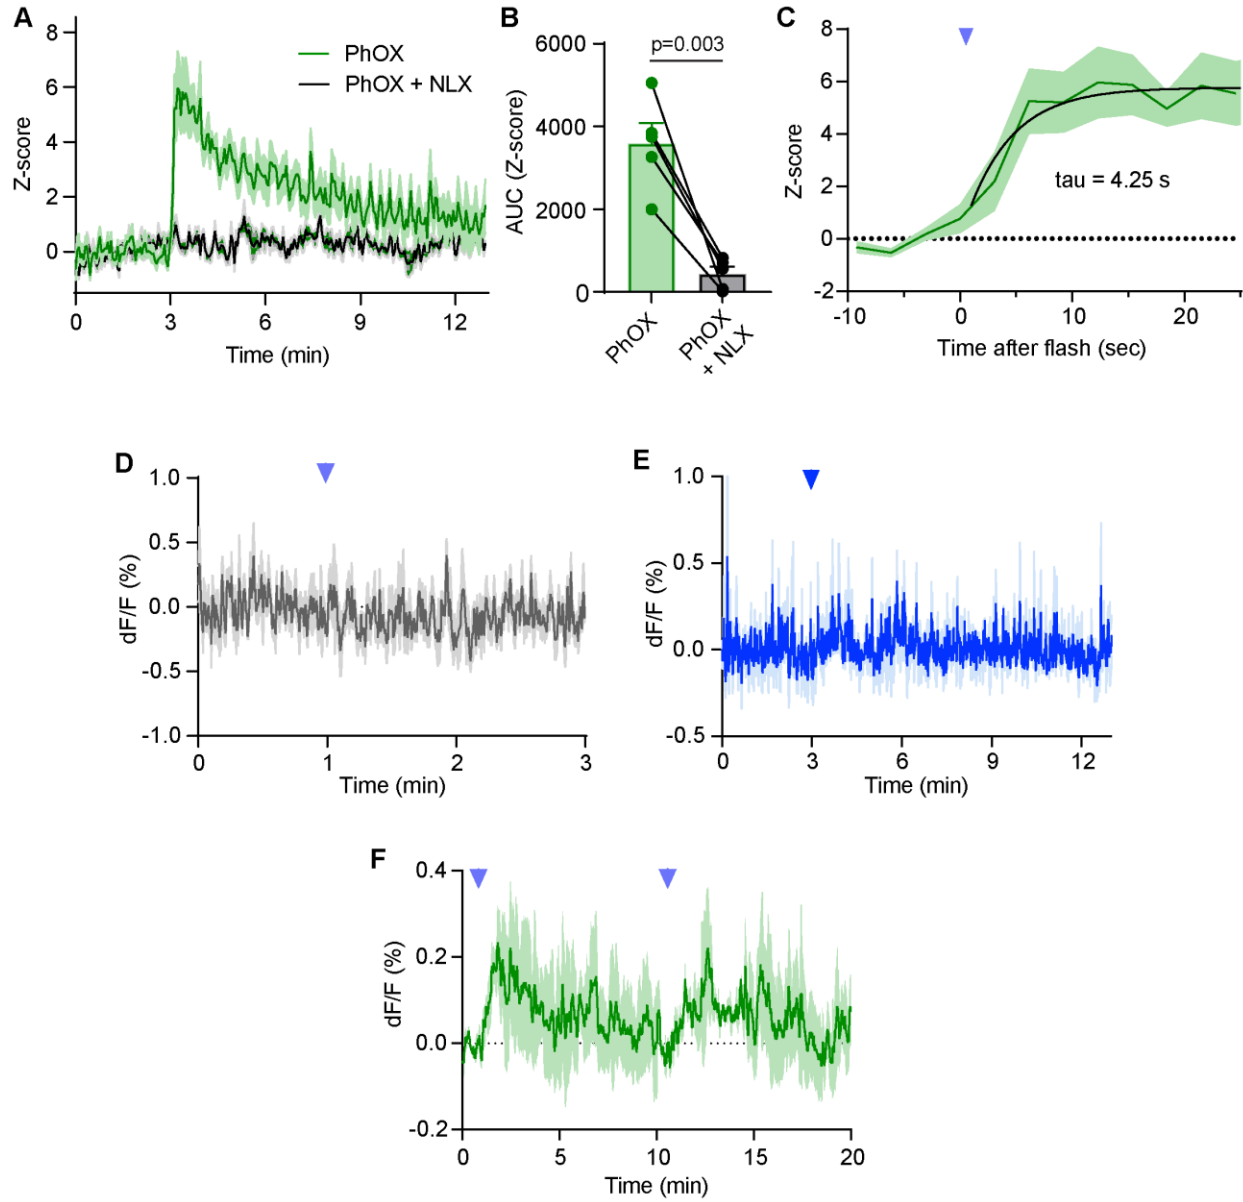 A
8
6
4
2
0
Z-score
PhOX
PhOX + NLX
0
3
6
9
12
Time (min)
B
6000
4000
2000
0
AUC (Z-score)
p=0.003
PhOX
PhOX
+ NLX
C
8
6
4
2
0
-2
Z-score
tau = 4.25 s
-10
0
10
20
Time after flash (sec)
D
1.0
0.5
0.0
-0.5
-1.0
dF/F (%)
0
1
2
3
Time (min)
E
1.0
0.5
0.0
-0.5
dF/F (%)
0
3
6
9
12
Time (min)
F
0.4
0.2
0.0
-0.2
dF/F (%)
0
5
10
15
20
Time (min)